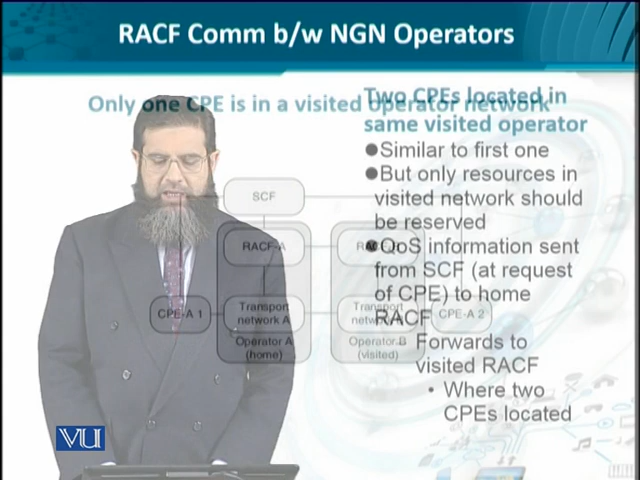 RACF Comm b/w NGN Operators
Only one CPE is in a visited operator network
Two CPEs located in
same visited operator
●Similar to first one
●But only resources in
visited network should
be reserved
●QoS information sent
from SCF (at request
of CPE) to home
RACF
Forwards to
visited RACF
• Where two
CPEs located
SCF
RACF-A
CPE-A 1
Transport
network A
Operator A
(home)
Transport
Operator B
(visited)
CPE-A 2
VU